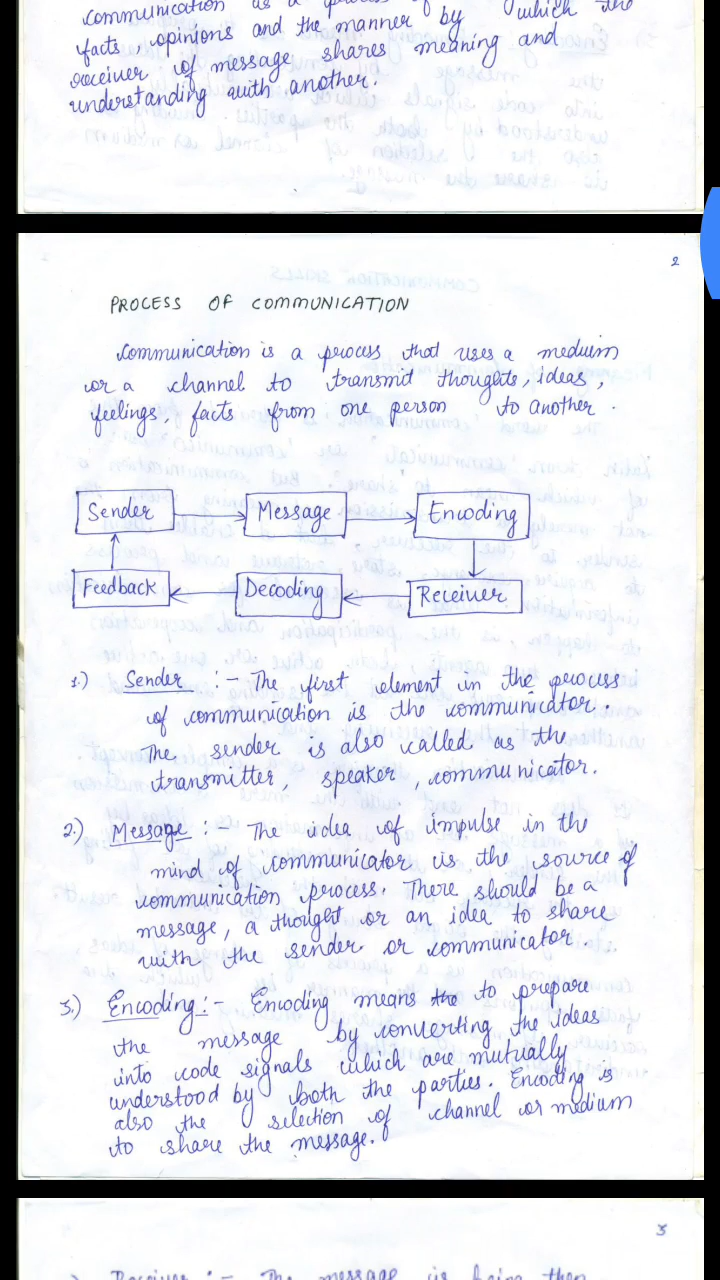 communication as a process of by which the
facts, opinions and the manner by which the
receiver of message shares meaning and
understanding with another.
2
PROCESS OF COMMUNICATION
Communication is a process that uses a medium
or a channel to transmit thoughts, ideas,
feelings, facts from one person to another.
Sender
Message
Encoding
Feedback
Decoding
Receiver
1.) Sender :- The first element in the process
of communication is the communicator.
The sender is also called as the
transmitter, speaker, communicator.
2.) Message :- The idea of impulse in the
mind of communicator is the source of
communication process. There should be a
message, a thought or an idea to share
with the sender or communicator.
3.) Encoding :- Encoding means the to prepare
the message by converting the ideas
into code signals which are mutually
understood by both the parties. Encoding is
also the selection of channel or medium
to share the message.
3
Receiver :- The message is being then